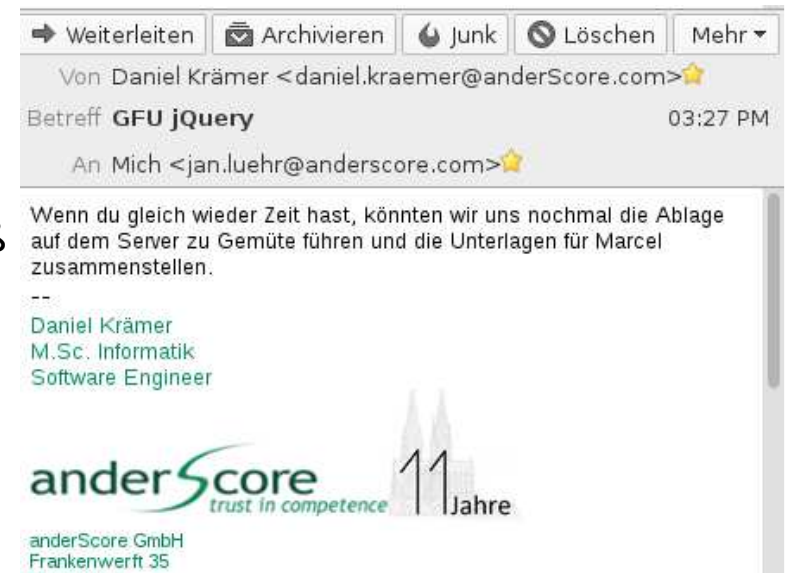 Weiterleiten Archivieren Junk Löschen Mehr
Von Daniel Krämer <daniel.kraemer@anderScore.com>
Betreff GFU jQuery 03:27 PM
An Mich <jan.luehr@anderscore.com>
Wenn du gleich wieder Zeit hast, könnten wir uns nochmal die Ablage
auf dem Server zu Gemüte führen und die Unterlagen für Marcel
zusammenstellen.
--
Daniel Krämer
M.Sc. Informatik
Software Engineer
anderScore
trust in competence
11 Jahre
anderScore GmbH
Frankenwerft 35